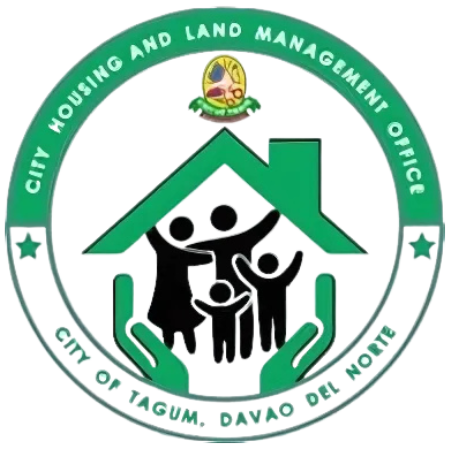 CITY HOUSING AND LAND MANAGEMENT OFFICE
CITY OF TAGUM, DAVAO DEL NORTE